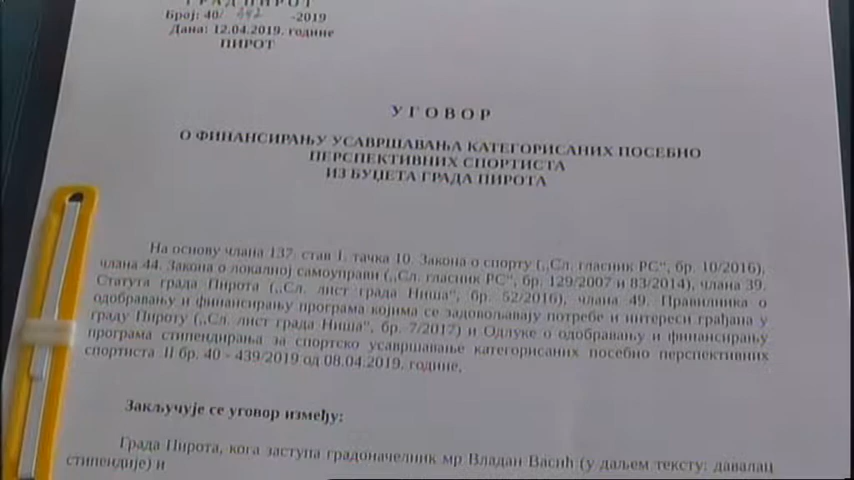 ГРАД ПИРОТ
Број: 40/ -2019
Дана: 12.04.2019. године
ПИРОТ
УГОВОР
О ФИНАНСИРАЊУ УСАВРШАВАЊА КАТЕГОРИСАНИХ ПОСЕБНО
ПЕРСПЕКТИВНИХ СПОРТИСТА
ИЗ БУЏЕТА ГРАДА ПИРОТА
На основу члана 137. став 1. тачка 10. Закона о спорту („Сл. гласник РС“, бр. 10/2016),
члана 44. Закона о локалној самоуправи („Сл. гласник РС“, бр. 129/2007 и 83/2014), члана 39.
Статута града Пирота („Сл. лист града Ниша“, бр. 52/2016), члана 49. Правилника о
одобравању и финансирању програма којима се задовољавају потребе и интереси грађана у
граду Пироту („Сл. лист града Ниша“, бр. 7/2017) и Одлуке о одобравању и финансирању
програма стипендирања за спортско усавршавање категорисаних посебно перспективних
спортиста II бр. 40 - 439/2019 од 08.04.2019. године,
Закључује се уговор између:
Града Пирота, кога заступа градоначелник мр Владан Васић (у даљем тексту: давалац
стипендије) и